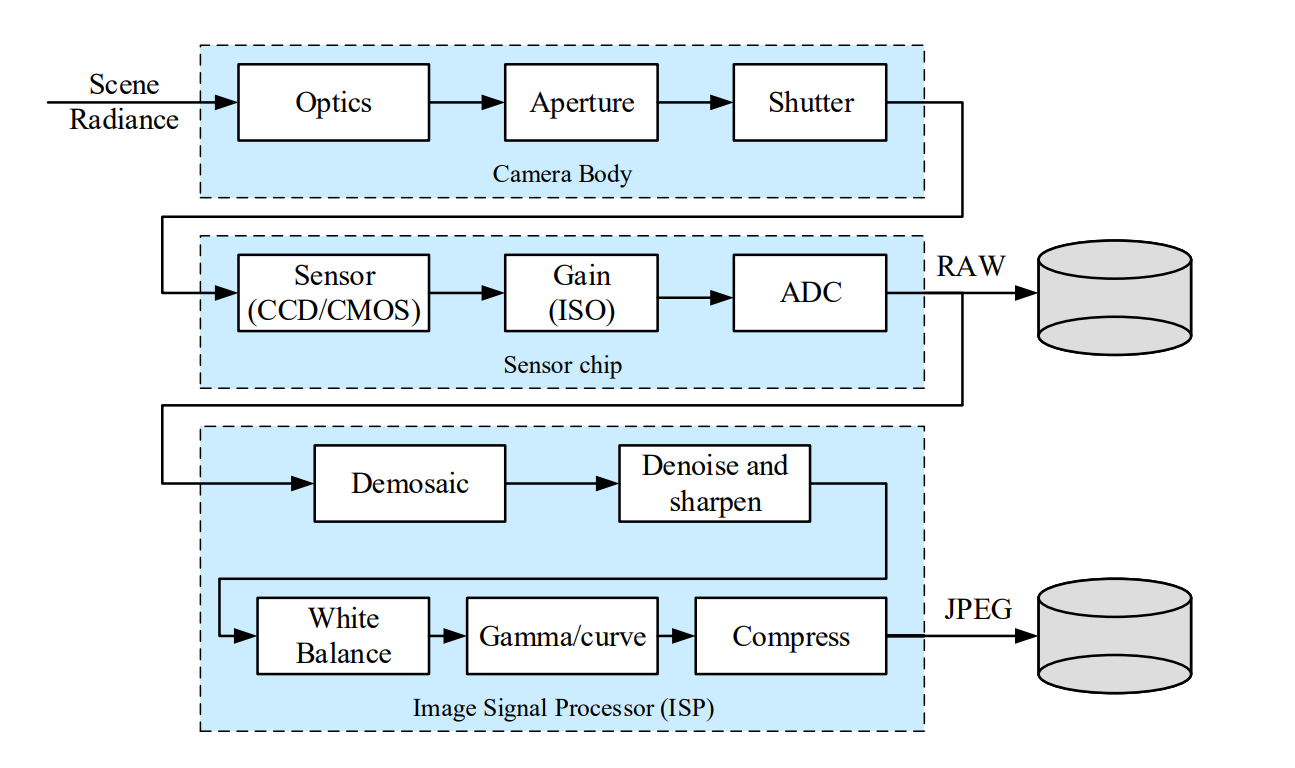 Scene
Radiance
Optics
Aperture
Shutter
Camera Body
Sensor
(CCD/CMOS)
Gain
(ISO)
ADC
RAW
Sensor chip
Demosaic
Denoise and
sharpen
White
Balance
Gamma/curve
Compress
JPEG
Image Signal Processor (ISP)